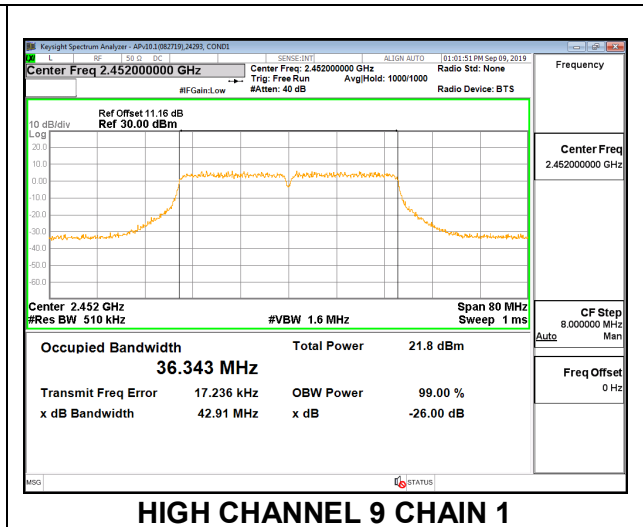 Keysight Spectrum Analyzer - APv10.1(082719),24293, COND1
L RF 50 Ω DC SENSE:INT ALIGN AUTO 01:01:51 PM Sep 09, 2019
Center Freq 2.452000000 GHz
Center Freq: 2.452000000 GHz Radio Std: None
Trig: Free Run Avg|Hold: 1000/1000
#IFGain:Low #Atten: 40 dB Radio Device: BTS
Frequency
Ref Offset 11.16 dB
10 dB/div Ref 30.00 dBm
Log
20.0
10.0
0.00
-10.0
-20.0
-30.0
-40.0
-50.0
-60.0
Center 2.452 GHz Span 80 MHz
#Res BW 510 kHz #VBW 1.6 MHz Sweep 1 ms
Center Freq
2.452000000 GHz
CF Step
8.000000 MHz
Auto Man
Freq Offset
0 Hz
Occupied Bandwidth Total Power 21.8 dBm
36.343 MHz
Transmit Freq Error 17.236 kHz OBW Power 99.00 %
x dB Bandwidth 42.91 MHz x dB -26.00 dB
MSG STATUS
HIGH CHANNEL 9 CHAIN 1